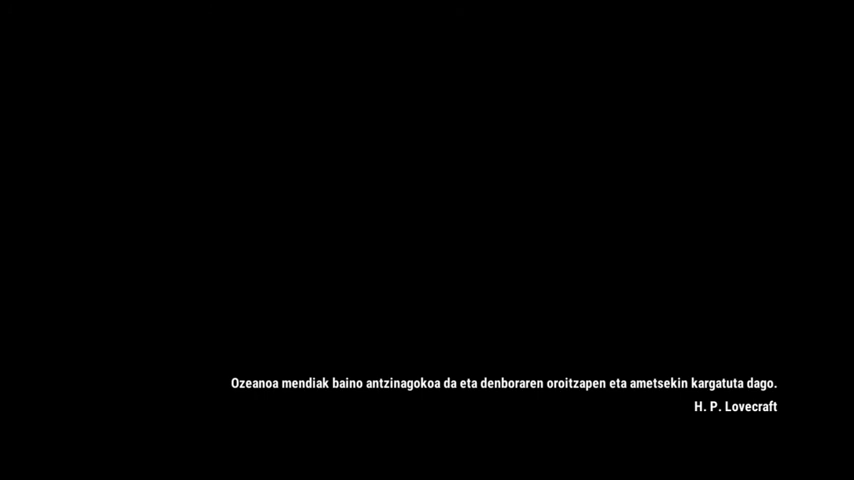 Ozeanoa mendiak baino antzinagokoa da eta denboraren oroitzapen eta ametsekin kargatuta dago.
H. P. Lovecraft